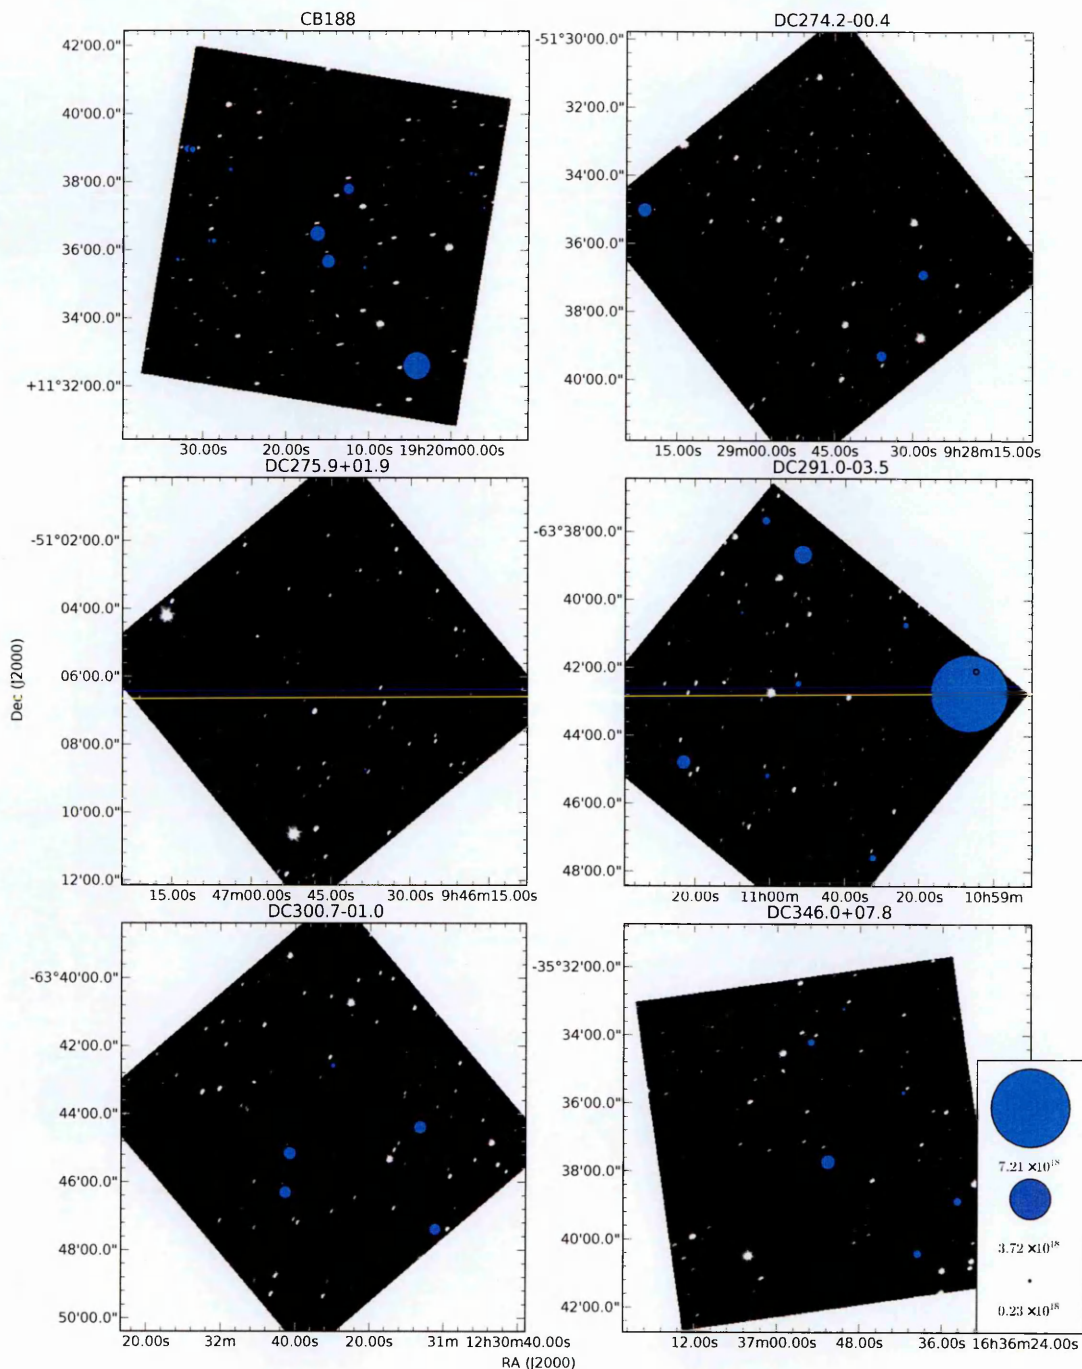 CB188
42'00.0"
40'00.0"
38'00.0"
36'00.0"
34'00.0"
+11°32'00.0"
30.00s 20.00s 10.00s 19h20m00.00s
DC274.2-00.4
-51°30'00.0"
32'00.0"
34'00.0"
36'00.0"
38'00.0"
40'00.0"
15.00s 29m00.00s 45.00s 30.00s 9h28m15.00s
DC275.9+01.9
-51°02'00.0"
04'00.0"
06'00.0"
08'00.0"
10'00.0"
12'00.0"
15.00s 47m00.00s 45.00s 30.00s 9h46m15.00s
DC291.0-03.5
-63°38'00.0"
40'00.0"
42'00.0"
44'00.0"
46'00.0"
48'00.0"
20.00s 11h00m 40.00s 20.00s 10h59m
DC300.7-01.0
-63°40'00.0"
42'00.0"
44'00.0"
46'00.0"
48'00.0"
50'00.0"
20.00s 32m 40.00s 20.00s 31m 12h30m40.00s
DC346.0+07.8
-35°32'00.0"
34'00.0"
36'00.0"
38'00.0"
40'00.0"
42'00.0"
12.00s 37m00.00s 48.00s 36.00s 16h36m24.00s
7.21 ×10¹⁸
3.72 ×10¹⁸
0.23 ×10¹⁸
Dec (J2000)
RA (J2000)